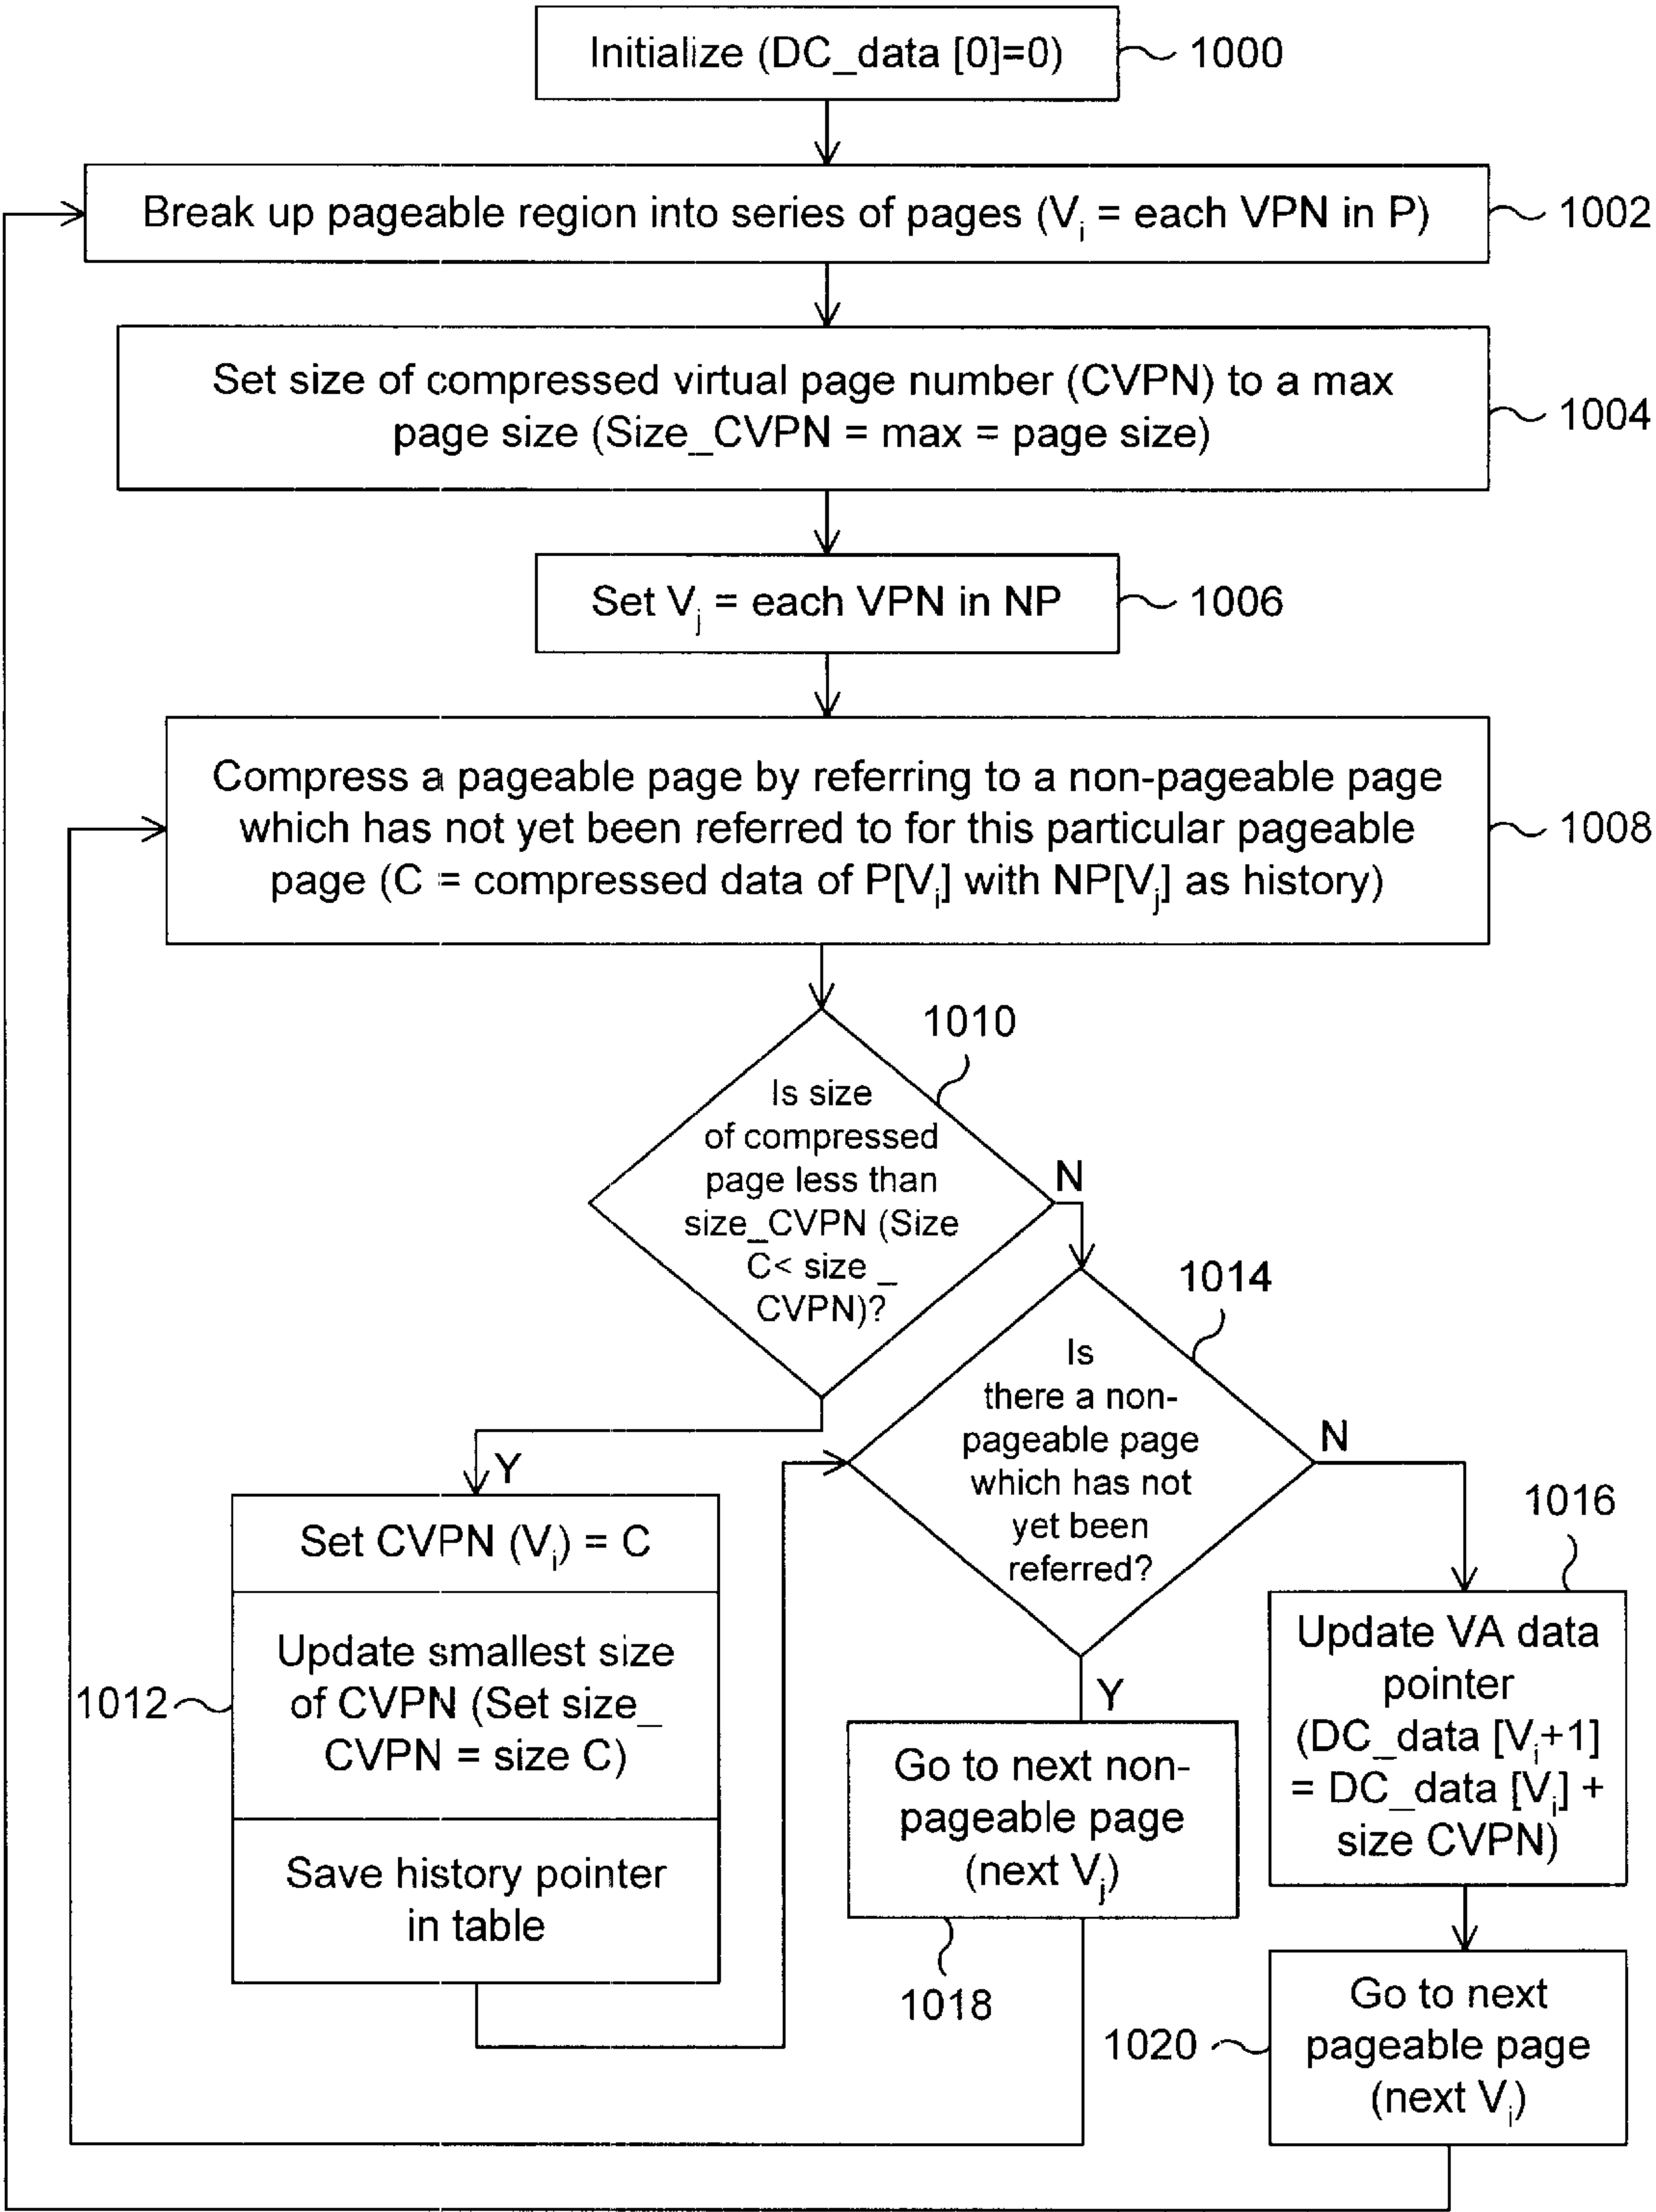 Initialize (DC_data [0]=0)
1000
Break up pageable region into series of pages (Vi = each VPN in P)
1002
Set size of compressed virtual page number (CVPN) to a max
page size (Size_CVPN = max = page size)
1004
Set Vj = each VPN in NP
1006
Compress a pageable page by referring to a non-pageable page
which has not yet been referred to for this particular pageable
page (C = compressed data of P[Vi] with NP[Vj] as history)
1008
1010
Is size
of compressed
page less than
size_CVPN (Size
C< size _
CVPN)?
N
Y
1014
Is
there a non-
pageable page
which has not
yet been
referred?
N
Y
1012
Set CVPN (Vi) = C
Update smallest size
of CVPN (Set size_
CVPN = size C)
Save history pointer
in table
Go to next non-
pageable page
(next Vj)
1018
1016
Update VA data
pointer
(DC_data [Vi+1]
= DC_data [Vi] +
size CVPN)
1020
Go to next
pageable page
(next Vi)